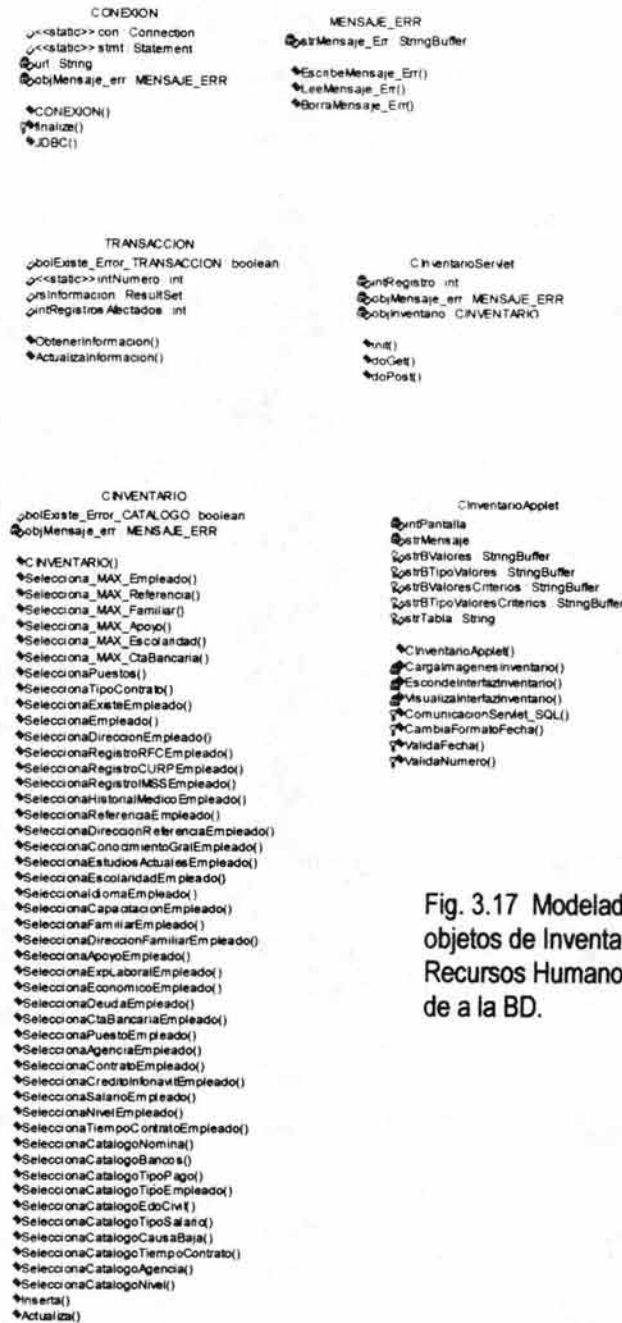 CONEXION
<<static>> con Connection
<<static>> stmt Statement
url String
objMensaje_err MENSAJE_ERR
CONEXION()
finalize()
JDBC()
MENSAJE_ERR
strMensaje_Err StringBuffer
EscribeMensaje_Err()
LeeMensaje_Err()
BorraMensaje_Err()
TRANSACCION
bolExiste_Error_TRANSACCION boolean
<<static>> intNumero int
rsInformacion ResultSet
intRegistrosAfectados int
ObtenerInformacion()
ActualizaInformacion()
CInventarioServlet
intRegistro int
objMensaje_err MENSAJE_ERR
objInventario CINVENTARIO
init()
doGet()
doPost()
CINVENTARIO
bolExiste_Error_CATALOGO boolean
objMensaje_err MENSAJE_ERR
CINVENTARIO()
Selecciona_MAX_Empleado()
Selecciona_MAX_Referencia()
Selecciona_MAX_Familiar()
Selecciona_MAX_Apoyo()
Selecciona_MAX_Escolaridad()
Selecciona_MAX_CtaBancaria()
SeleccionaPuestos()
SeleccionaTipoContrato()
SeleccionaExisteEmpleado()
SeleccionaEmpleado()
SeleccionaDireccionEmpleado()
SeleccionaRegistroRFCEmpleado()
SeleccionaRegistroCURPEmpleado()
SeleccionaRegistroIMSSEmpleado()
SeleccionaHistorialMedicoEmpleado()
SeleccionaReferenciaEmpleado()
SeleccionaDireccionReferenciaEmpleado()
SeleccionaConocimientoGralEmpleado()
SeleccionaEstudiosActualesEmpleado()
SeleccionaEscolaridadEmpleado()
SeleccionaIdiomaEmpleado()
SeleccionaCapacitacionEmpleado()
SeleccionaFamiliarEmpleado()
SeleccionaDireccionFamiliarEmpleado()
SeleccionaApoyoEmpleado()
SeleccionaExpLaboralEmpleado()
SeleccionaEconomicoEmpleado()
SeleccionaDeudaEmpleado()
SeleccionaCtaBancariaEmpleado()
SeleccionaPuestoEmpleado()
SeleccionaAgenciaEmpleado()
SeleccionaContratoEmpleado()
SeleccionaCreditoInfonavitEmpleado()
SeleccionaSalarioEmpleado()
SeleccionaNivelEmpleado()
SeleccionaTiempoContratoEmpleado()
SeleccionaCatalogoNomina()
SeleccionaCatalogoBancos()
SeleccionaCatalogoTipoPago()
SeleccionaCatalogoTipoEmpleado()
SeleccionaCatalogoEdoCivil()
SeleccionaCatalogoTipoSalario()
SeleccionaCatalogoCausaBaja()
SeleccionaCatalogoTiempoContrato()
SeleccionaCatalogoAgencia()
SeleccionaCatalogoNivel()
Inserta()
Actualiza()
CInventarioApplet
intPantalla
strMensaje
strBValores StringBuffer
strBTipoValores StringBuffer
strBValoresCriterios StringBuffer
strBTipoValoresCriterios StringBuffer
strTabla String
CInventarioApplet()
CargaImagenesInventario()
EscondeInterfazInventario()
VisualizaInterfazInventario()
ComunicacionServlet_SQL()
CambiaFormatoFecha()
ValidaFecha()
ValidaNumero()
Fig. 3.17 Modelad
objetos de Inventa
Recursos Humano
de a la BD.